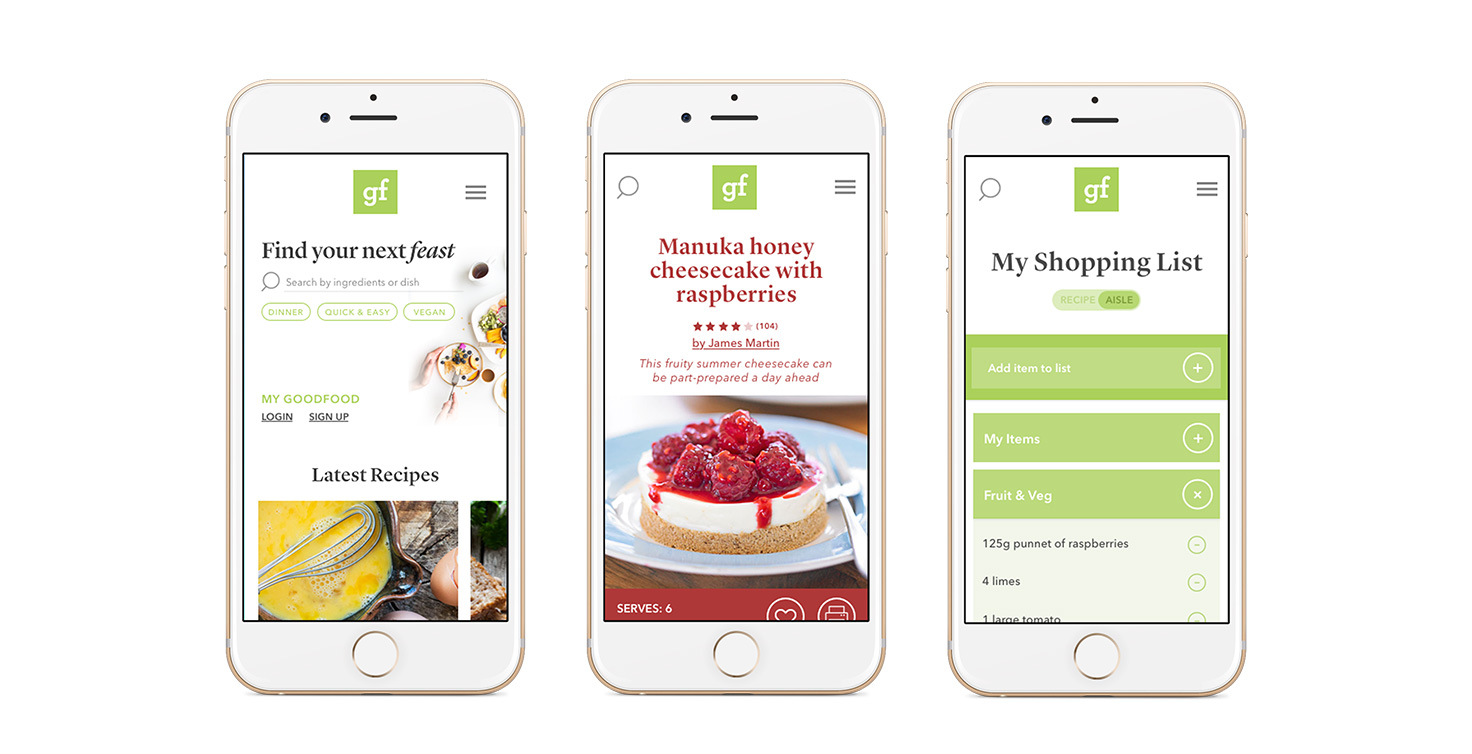 gf
Find your next feast
Search by ingredients or dish
DINNER
QUICK & EASY
VEGAN
MY GOODFOOD
LOGIN
SIGN UP
Latest Recipes
gf
Manuka honey
cheesecake with
raspberries
(104)
by James Martin
This fruity summer cheesecake can
be part-prepared a day ahead
SERVES: 6
gf
My Shopping List
RECIPE
AISLE
Add item to list
My Items
Fruit & Veg
125g punnet of raspberries
4 limes
1 large tomato